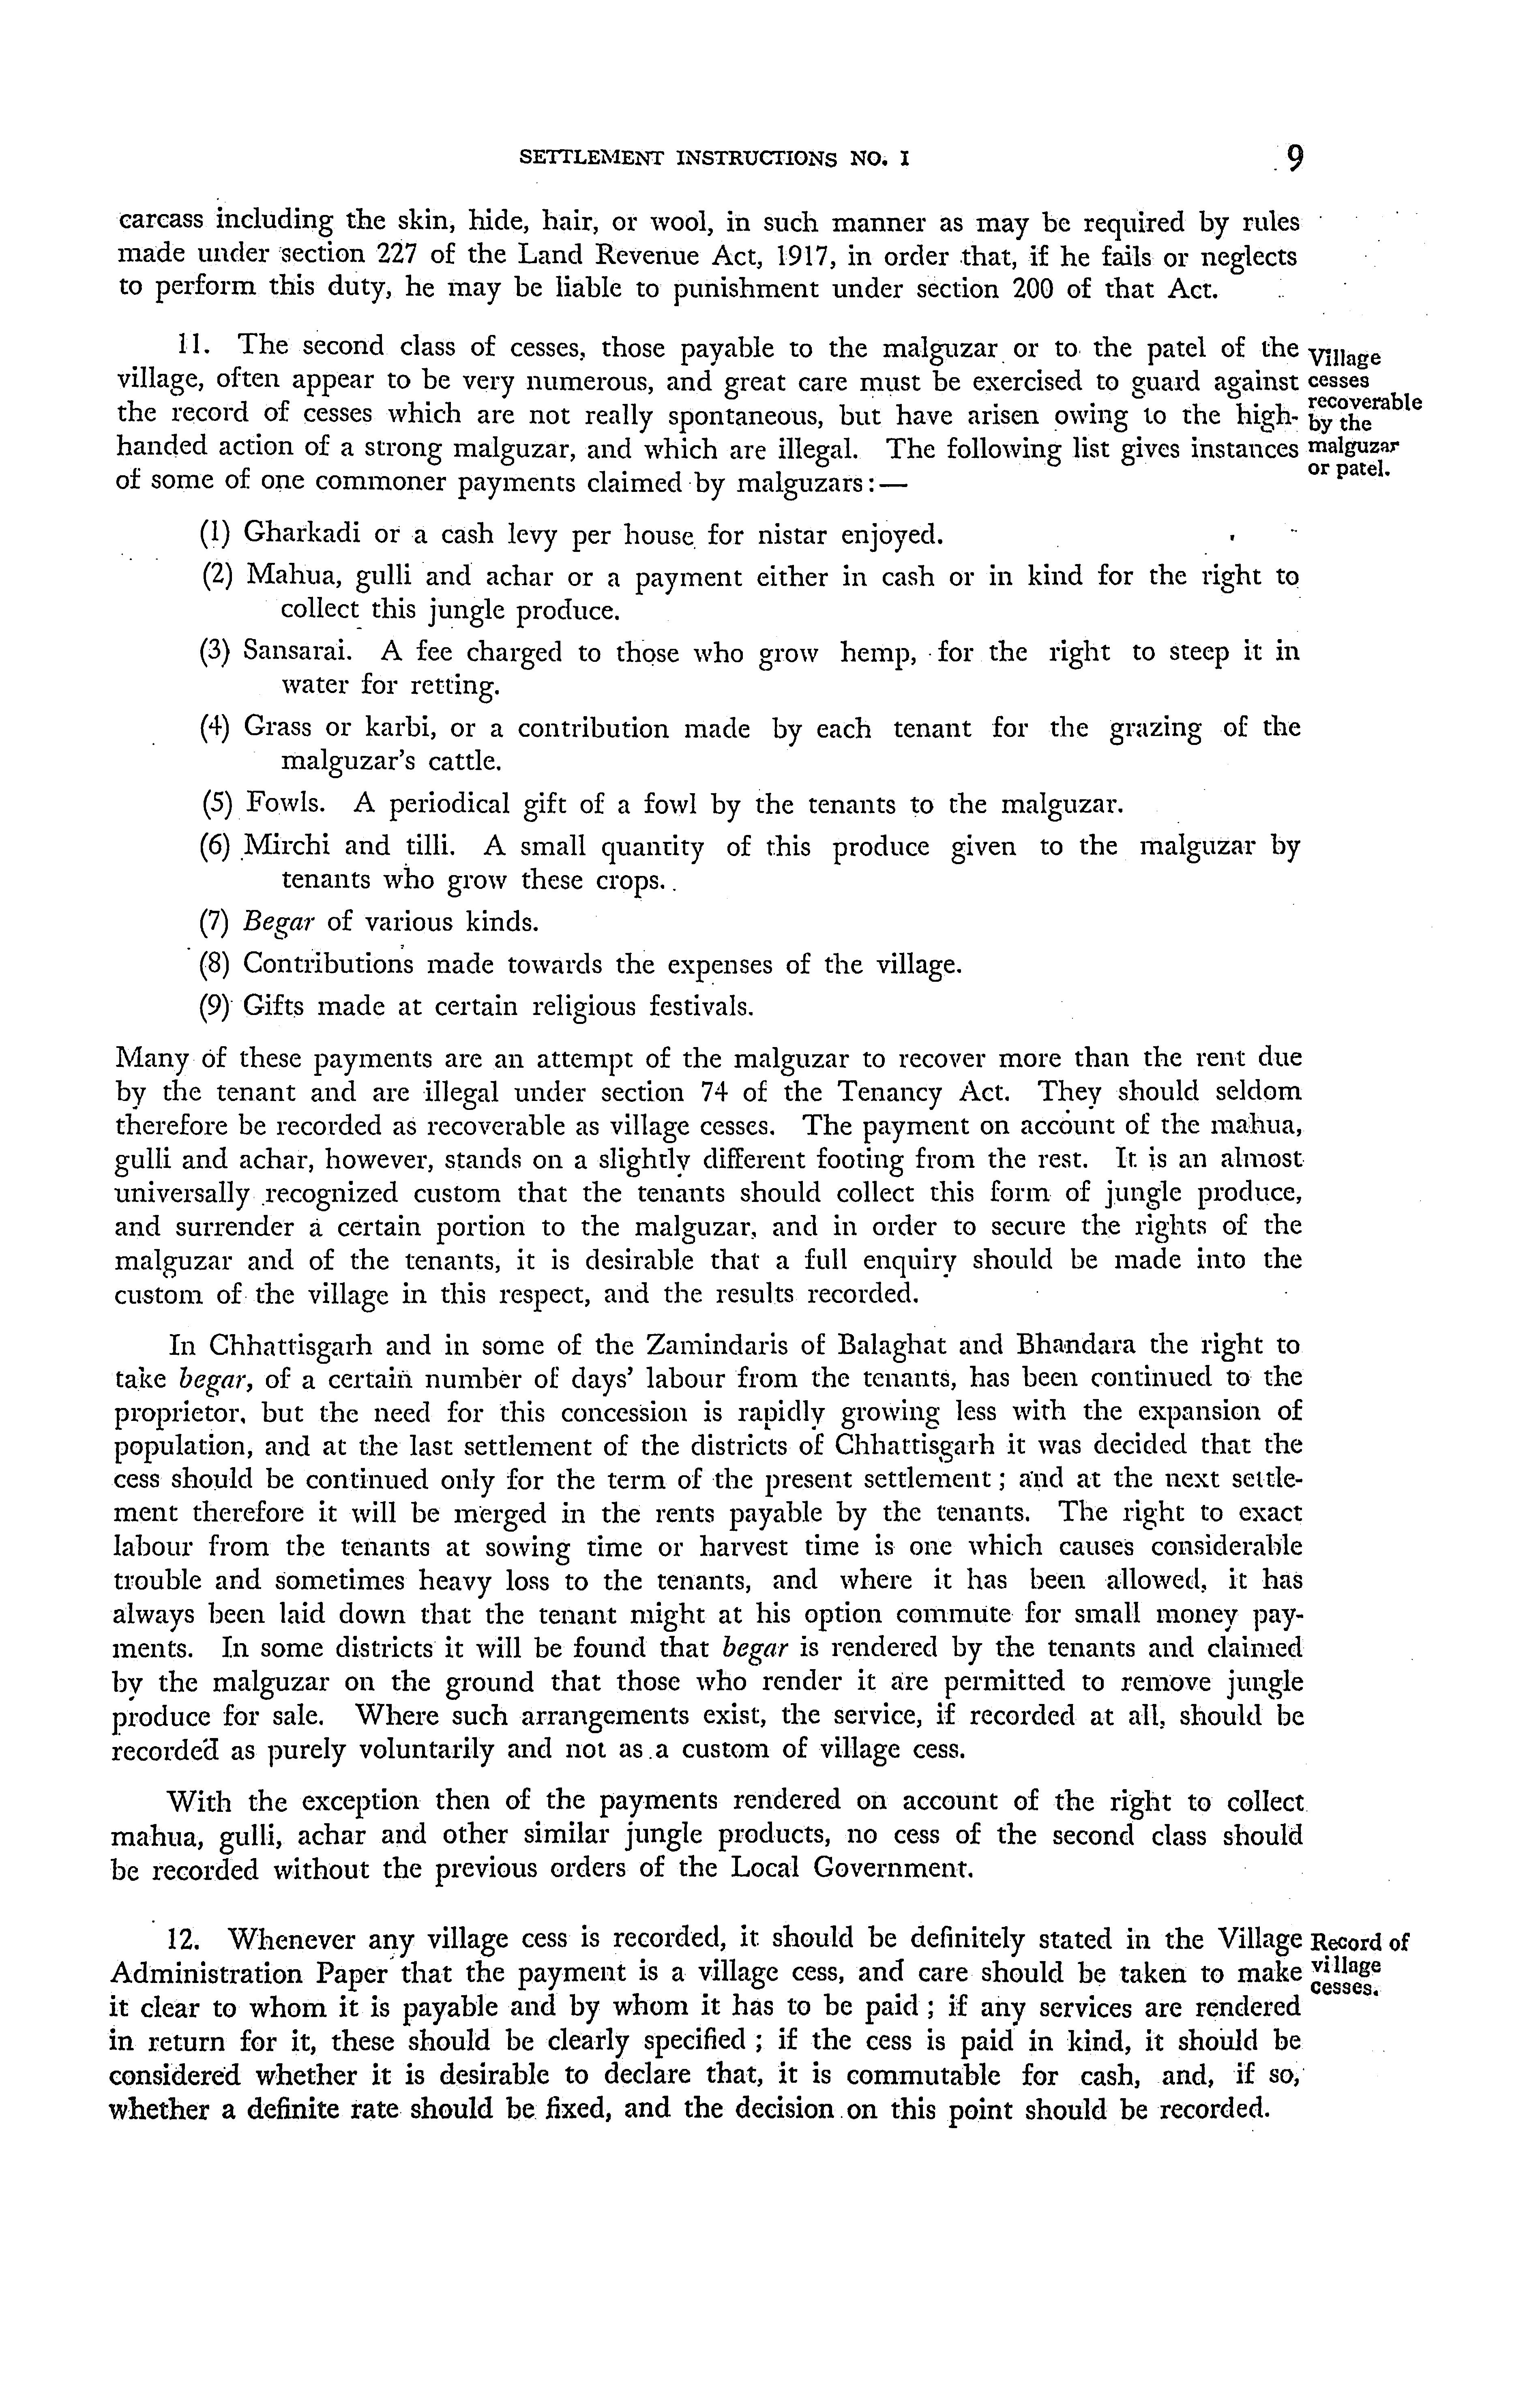 SETTLEMENT INSTRUCTIONS NO. I
9
carcass including the skin, hide, hair, or wool, in such manner as may be required by rules
made under section 227 of the Land Revenue Act, 1917, in order that, if he fails or neglects
to perform this duty, he may be liable to punishment under section 200 of that Act.
11. The second class of cesses, those payable to the malguzar or to the patel of the
village, often appear to be very numerous, and great care must be exercised to guard against
the record of cesses which are not really spontaneous, but have arisen owing to the high-
handed action of a strong malguzar, and which are illegal. The following list gives instances
of some of one commoner payments claimed by malguzars:—
Village
cesses
recoverable
by the
malguzar
or patel.
(1) Gharkadi or a cash levy per house for nistar enjoyed.
(2) Mahua, gulli and achar or a payment either in cash or in kind for the right to
collect this jungle produce.
(3) Sansarai. A fee charged to those who grow hemp, for the right to steep it in
water for retting.
(4) Grass or karbi, or a contribution made by each tenant for the grazing of the
malguzar's cattle.
(5) Fowls. A periodical gift of a fowl by the tenants to the malguzar.
(6) Mirchi and tilli. A small quantity of this produce given to the malguzar by
tenants who grow these crops.
(7) Begar of various kinds.
(8) Contributions made towards the expenses of the village.
(9) Gifts made at certain religious festivals.
Many of these payments are an attempt of the malguzar to recover more than the rent due
by the tenant and are illegal under section 74 of the Tenancy Act. They should seldom
therefore be recorded as recoverable as village cesses. The payment on account of the mahua,
gulli and achar, however, stands on a slightly different footing from the rest. It is an almost
universally recognized custom that the tenants should collect this form of jungle produce,
and surrender a certain portion to the malguzar, and in order to secure the rights of the
malguzar and of the tenants, it is desirable that a full enquiry should be made into the
custom of the village in this respect, and the results recorded.
In Chhattisgarh and in some of the Zamindaris of Balaghat and Bhandara the right to
take begar, of a certain number of days' labour from the tenants, has been continued to the
proprietor, but the need for this concession is rapidly growing less with the expansion of
population, and at the last settlement of the districts of Chhattisgarh it was decided that the
cess should be continued only for the term of the present settlement; and at the next settle-
ment therefore it will be merged in the rents payable by the tenants. The right to exact
labour from the tenants at sowing time or harvest time is one which causes considerable
trouble and sometimes heavy loss to the tenants, and where it has been allowed, it has
always been laid down that the tenant might at his option commute for small money pay-
ments. In some districts it will be found that begar is rendered by the tenants and claimed
by the malguzar on the ground that those who render it are permitted to remove jungle
produce for sale. Where such arrangements exist, the service, if recorded at all, should be
recorded as purely voluntarily and not as a custom of village cess.
With the exception then of the payments rendered on account of the right to collect
mahua, gulli, achar and other similar jungle products, no cess of the second class should
be recorded without the previous orders of the Local Government.
12. Whenever any village cess is recorded, it should be definitely stated in the Village
Administration Paper that the payment is a village cess, and care should be taken to make
it clear to whom it is payable and by whom it has to be paid; if any services are rendered
in return for it, these should be clearly specified; if the cess is paid in kind, it should be
considered whether it is desirable to declare that, it is commutable for cash, and, if so,
whether a definite rate should be fixed, and the decision on this point should be recorded.
Record of
village
cesses.